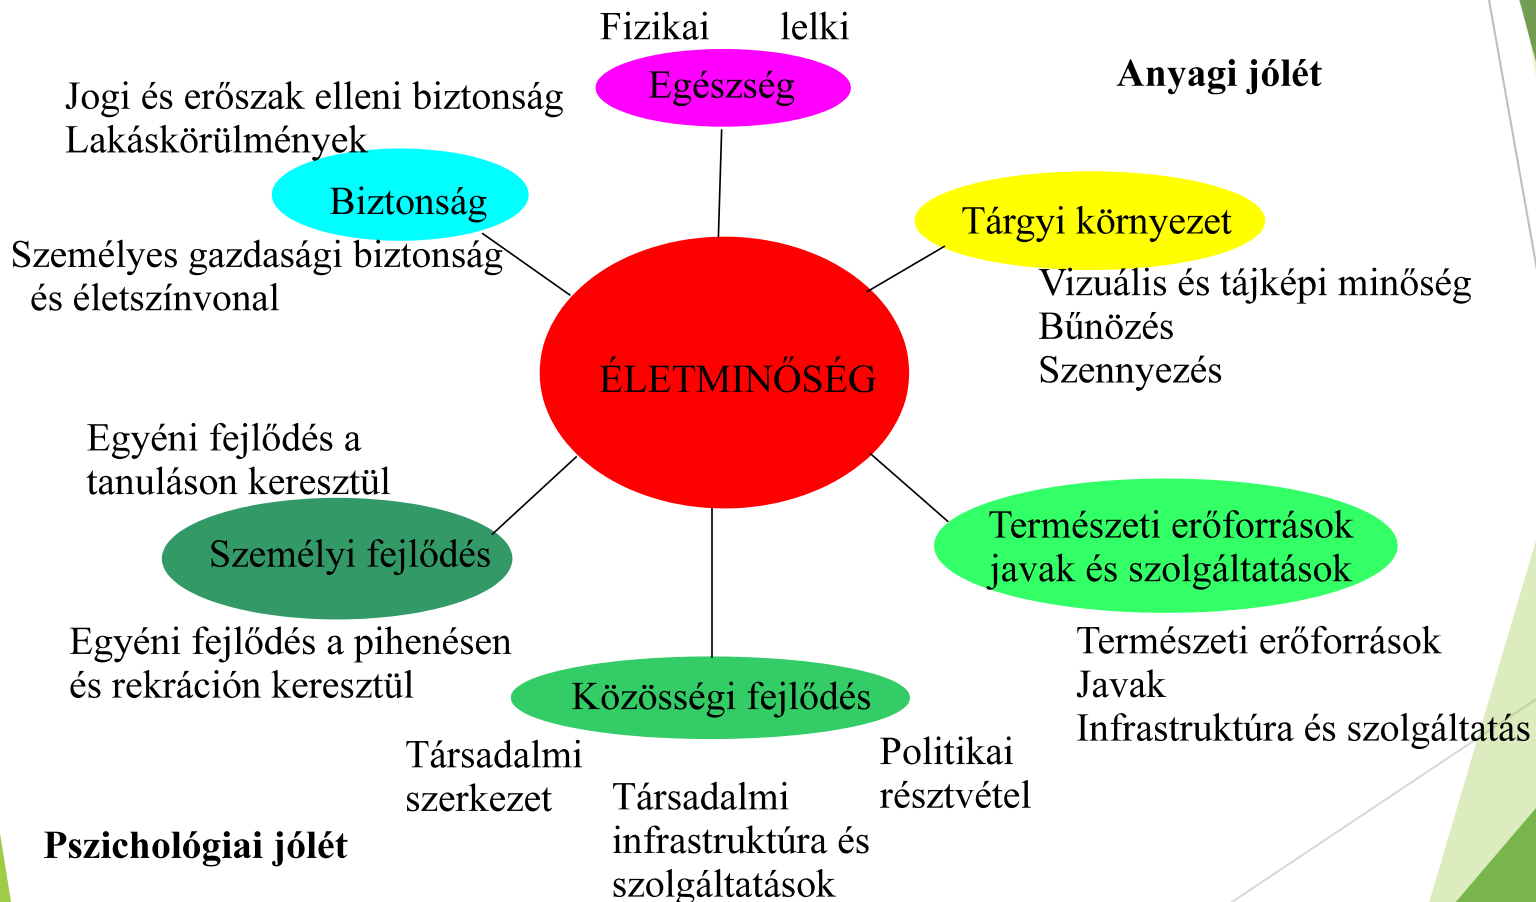 Fizikai lelki
Egészség
Anyagi jólét
Jogi és erőszak elleni biztonság
Lakáskörülmények
Biztonság
Személyes gazdasági biztonság
és életszínvonal
Tárgyi környezet
Vizuális és tájképi minőség
Bűnözés
Szennyezés
ÉLETMINŐSÉG
Egyéni fejlődés a
tanuláson keresztül
Személyi fejlődés
Egyéni fejlődés a pihenésen
és rekráción keresztül
Természeti erőforrások
javak és szolgáltatások
Természeti erőforrások
Javak
Infrastruktúra és szolgáltatás
Közösségi fejlődés
Társadalmi
szerkezet
Társadalmi
infrastruktúra és
szolgáltatások
Politikai
résztvétel
Pszichológiai jólét